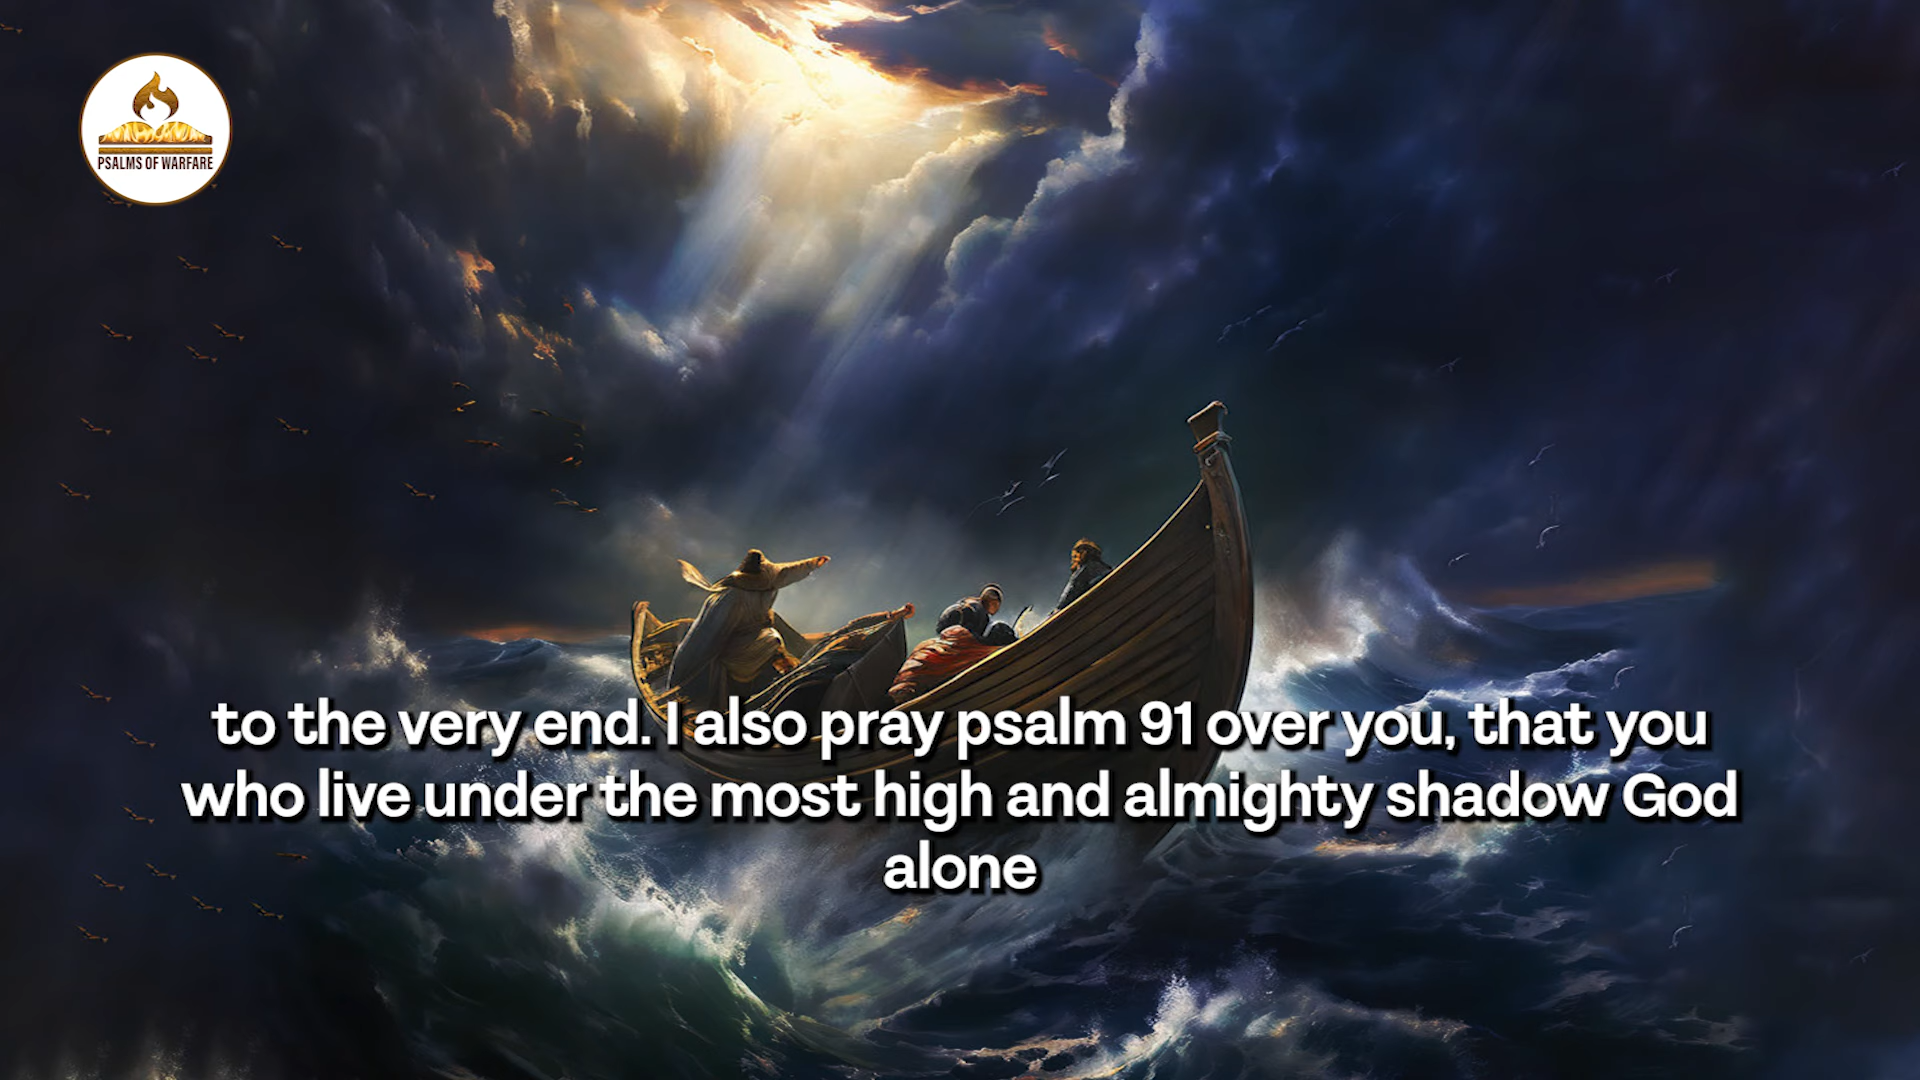 PSALMS OF WARFARE
to the very end. I also pray psalm 91 over you, that you
who live under the most high and almighty shadow God
alone